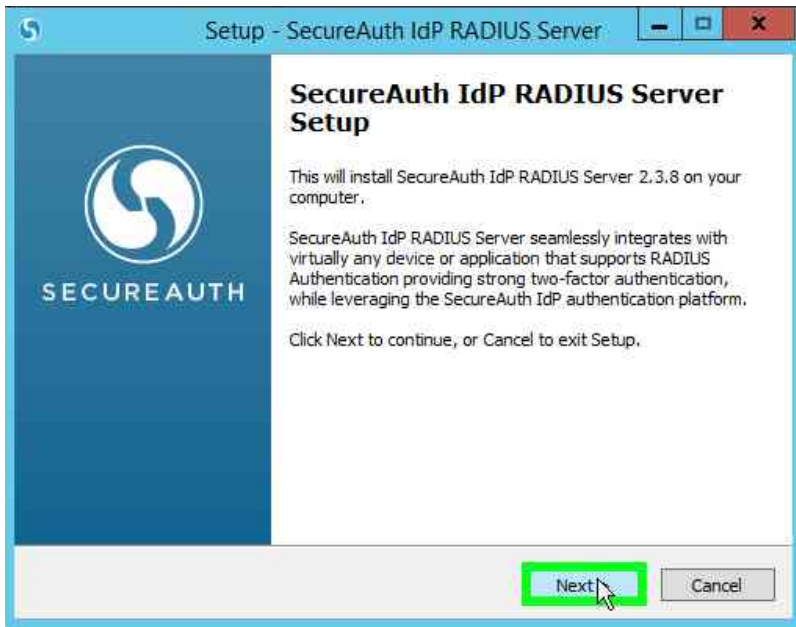 Setup - SecureAuth IdP RADIUS Server
SecureAuth IdP RADIUS Server
Setup
This will install SecureAuth IdP RADIUS Server 2.3.8 on your
computer.
SecureAuth IdP RADIUS Server seamlessly integrates with
virtually any device or application that supports RADIUS
Authentication providing strong two-factor authentication,
while leveraging the SecureAuth IdP authentication platform.
Click Next to continue, or Cancel to exit Setup.
SECUREAUTH
Next >
Cancel